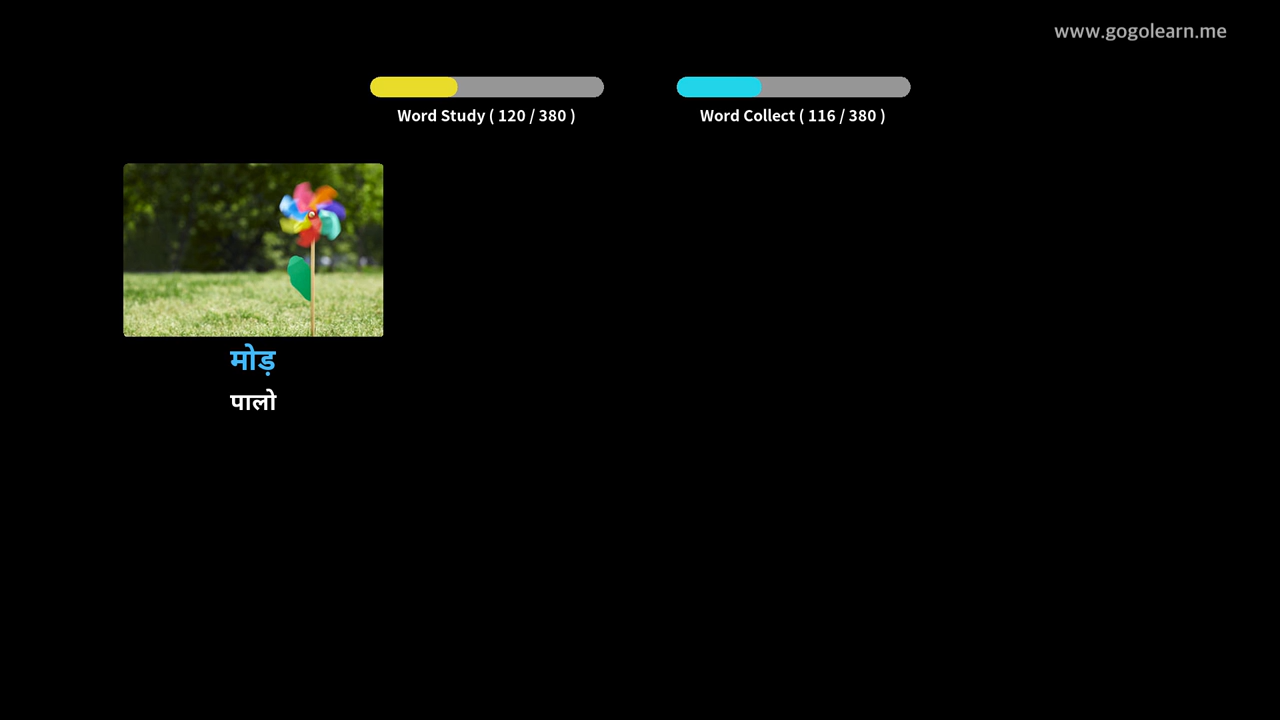 www.gogolearn.me
Word Study ( 120 / 380 )
Word Collect ( 116 / 380 )
मोड़
पालो